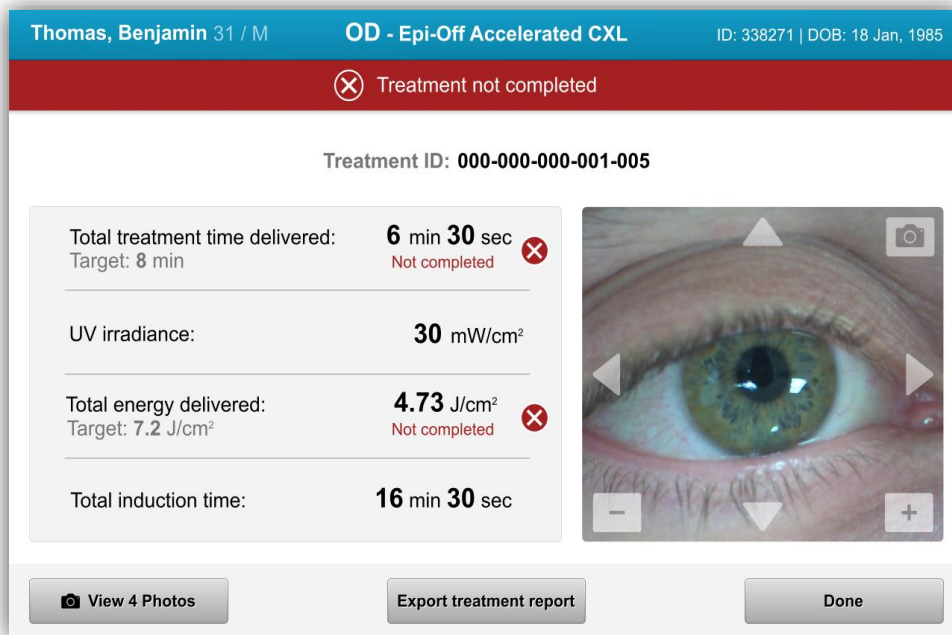 Thomas, Benjamin 31 / M OD - Epi-Off Accelerated CXL ID: 338271 | DOB: 18 Jan, 1985
Treatment not completed
Treatment ID: 000-000-000-001-005
Total treatment time delivered: 6 min 30 sec
Target: 8 min Not completed
UV irradiance: 30 mW/cm²
Total energy delivered: 4.73 J/cm²
Target: 7.2 J/cm² Not completed
Total induction time: 16 min 30 sec
View 4 Photos Export treatment report Done